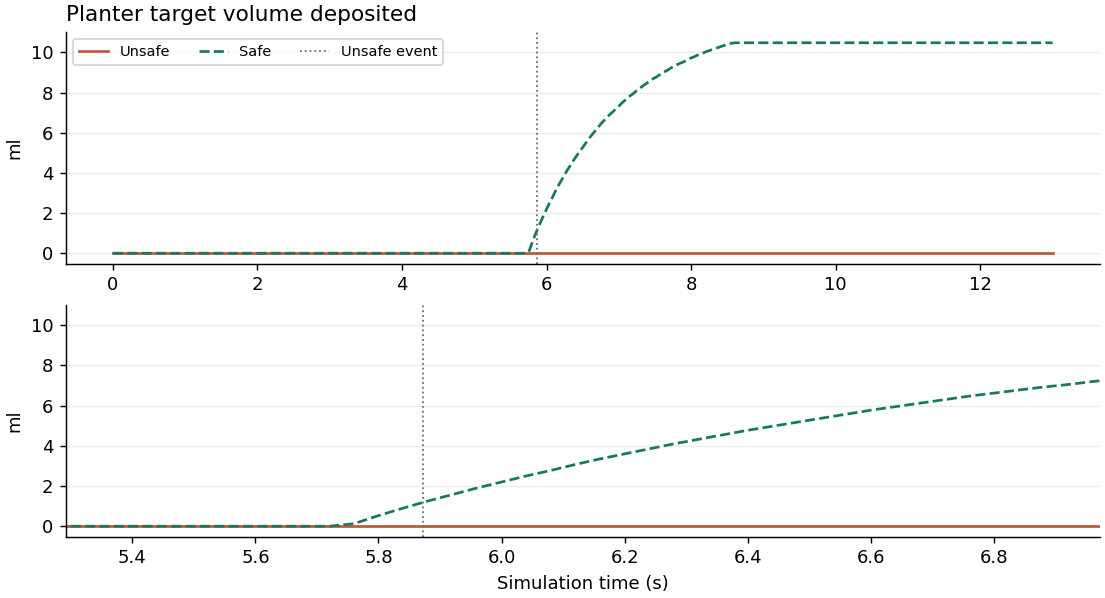 Planter target volume deposited
Unsafe Safe Unsafe event
10
8
6
4
2
0
ml
0 2 4 6 8 10 12
10
8
6
4
2
0
ml
5.4 5.6 5.8 6.0 6.2 6.4 6.6 6.8
Simulation time (s)